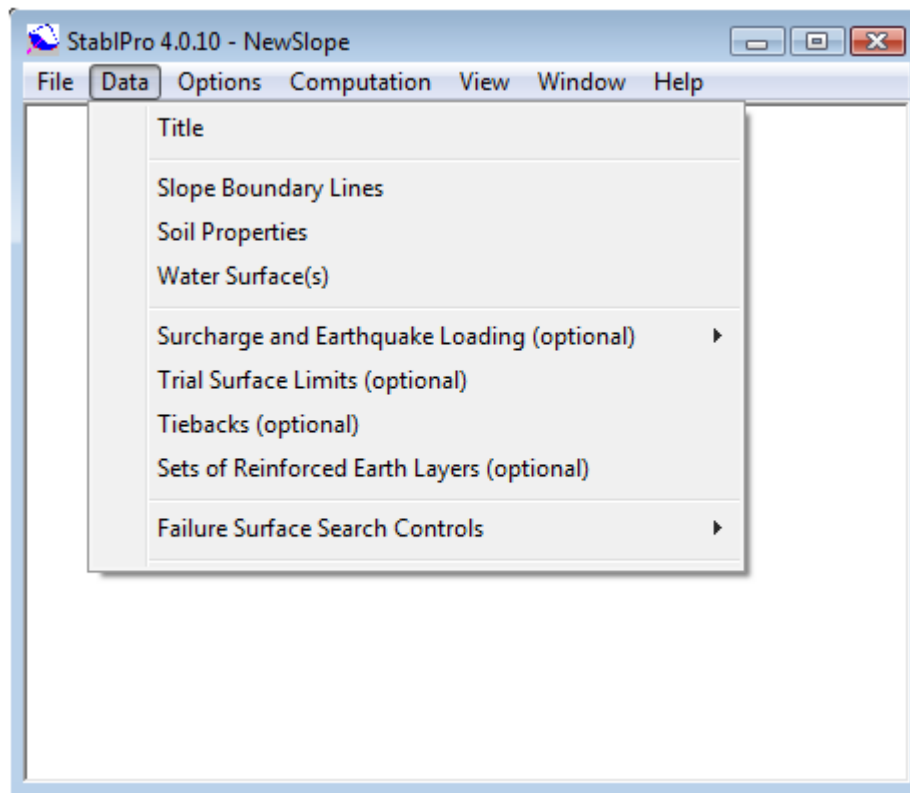 StablPro 4.0.10 - NewSlope
File Data Options Computation View Window Help
Title
Slope Boundary Lines
Soil Properties
Water Surface(s)
Surcharge and Earthquake Loading (optional)
Trial Surface Limits (optional)
Tiebacks (optional)
Sets of Reinforced Earth Layers (optional)
Failure Surface Search Controls